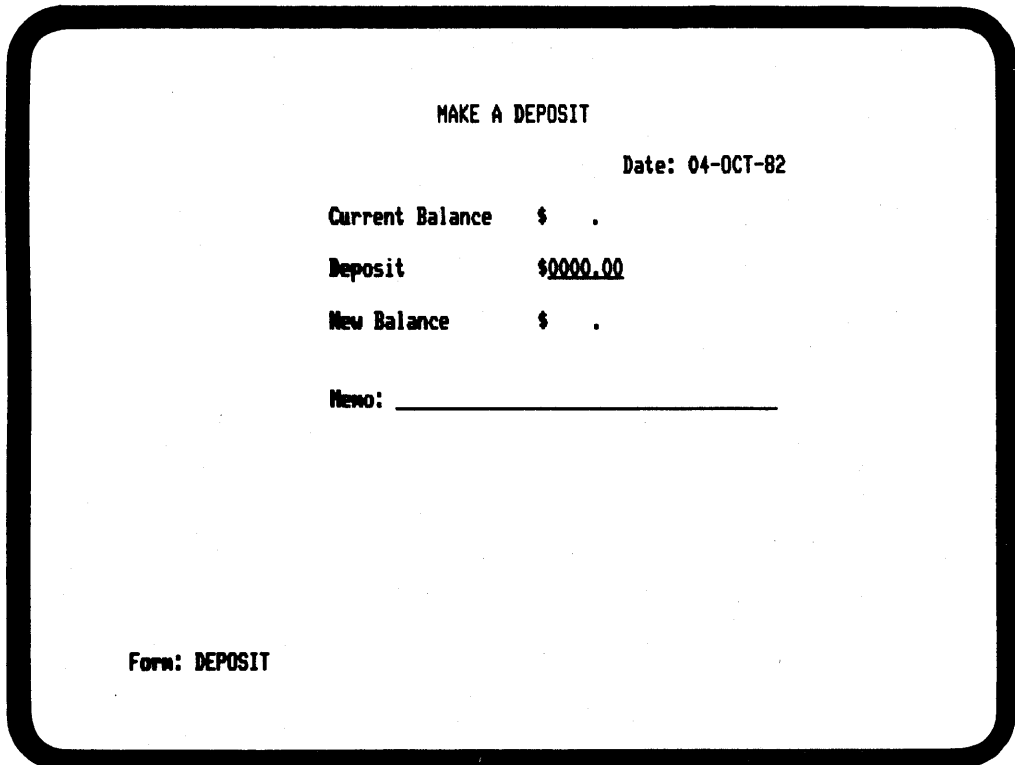 MAKE A DEPOSIT
Date: 04-OCT-82
Current Balance $ .
Deposit $0000.00
New Balance $ .
Memo:
Form: DEPOSIT